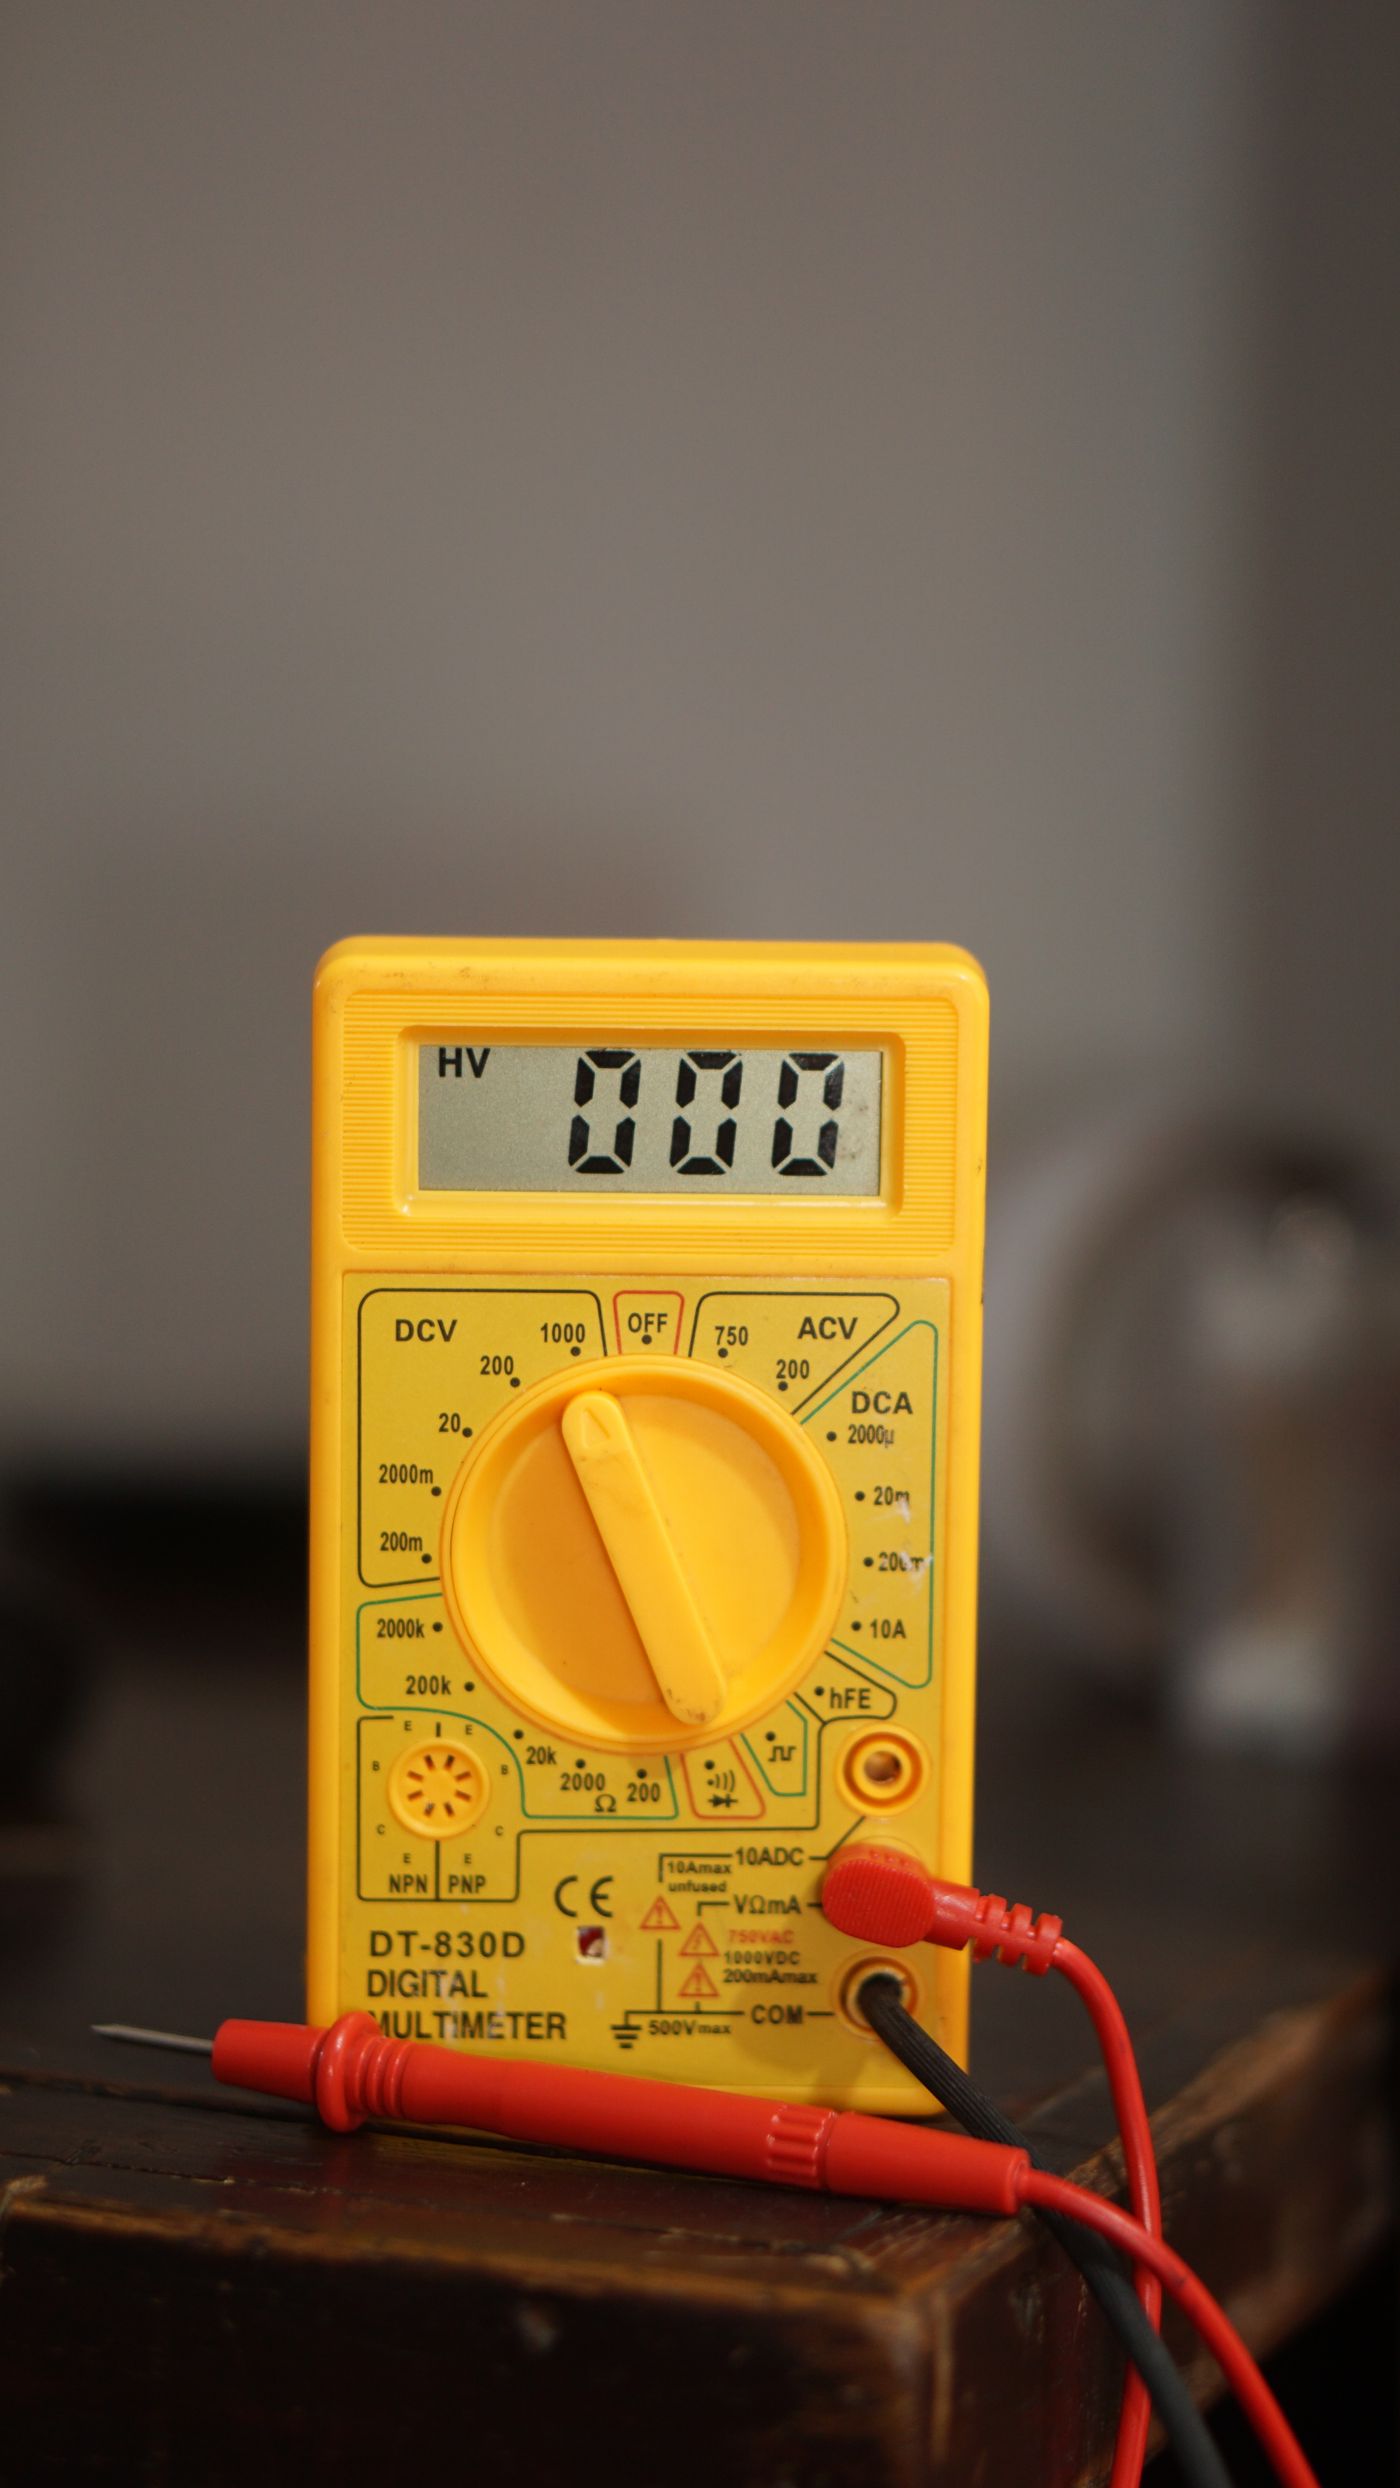 HV 000
DCV 1000 OFF 750 ACV
200 200
DCA
20 2000µ
2000m 20m
200m 200m
2000k 10A
200k hFE
E E
B B
20k
2000 200
Ω
C C
E E
NPN PNP
CE
10ADC
10Amax
unfused
VΩmA
DT-830D
750VAC
1000VDC
DIGITAL 200mAmax
MULTIMETER 500Vmax COM